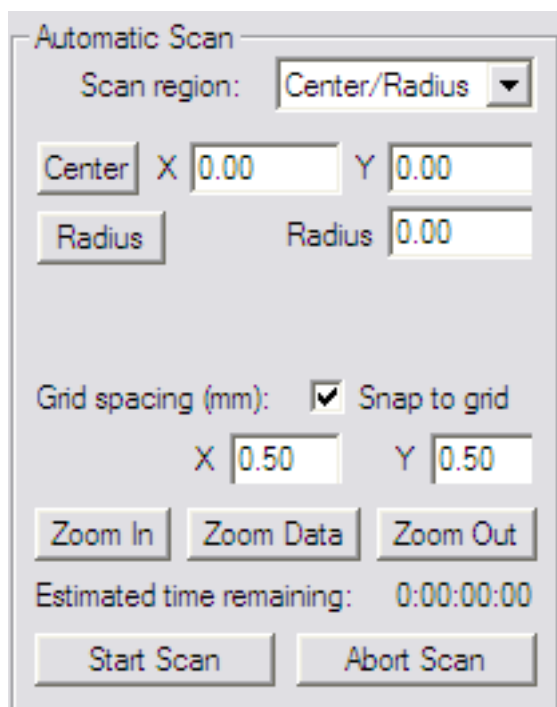 Automatic Scan
Scan region: Center/Radius
Center X 0.00 Y 0.00
Radius Radius 0.00
Grid spacing (mm): Snap to grid
X 0.50 Y 0.50
Zoom In Zoom Data Zoom Out
Estimated time remaining: 0:00:00:00
Start Scan Abort Scan